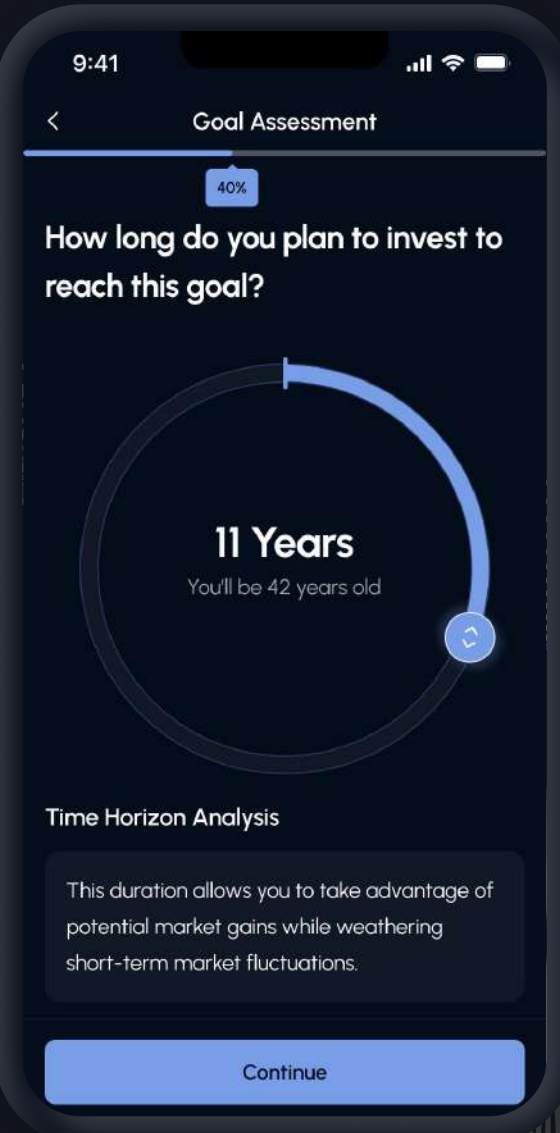 9:41
Goal Assessment
40%
How long do you plan to invest to
reach this goal?
11 Years
You'll be 42 years old
Time Horizon Analysis
This duration allows you to take advantage of
potential market gains while weathering
short-term market fluctuations.
Continue